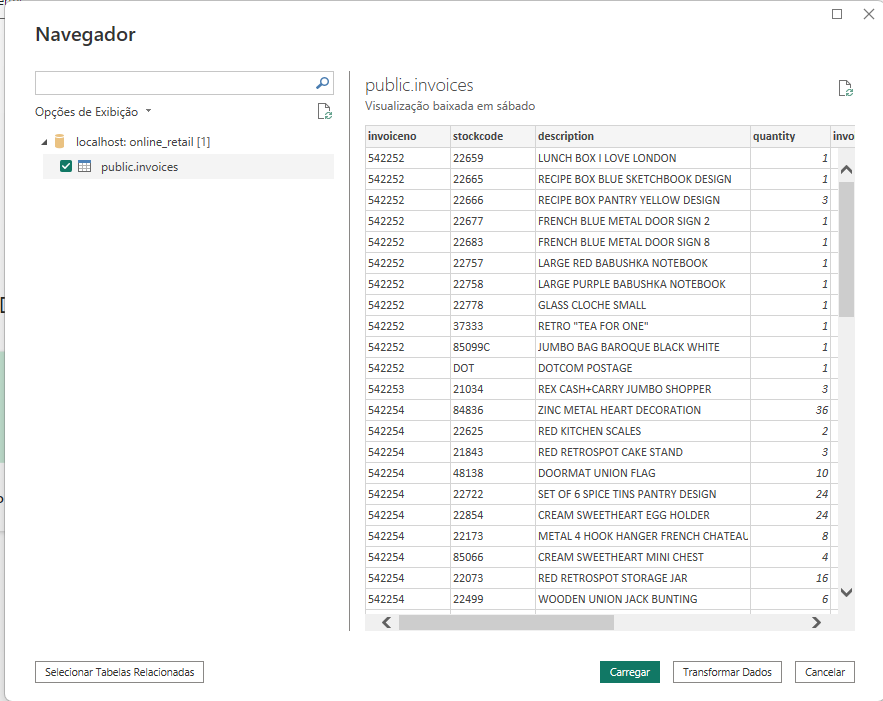 Navegador
Opções de Exibição
localhost: online_retail [1]
public.invoices
public.invoices
Visualização baixada em sábado
invoiceno stockcode description quantity invo
542252 22659 LUNCH BOX I LOVE LONDON 1
542252 22665 RECIPE BOX BLUE SKETCHBOOK DESIGN 1
542252 22666 RECIPE BOX PANTRY YELLOW DESIGN 3
542252 22677 FRENCH BLUE METAL DOOR SIGN 2 1
542252 22683 FRENCH BLUE METAL DOOR SIGN 8 1
542252 22757 LARGE RED BABUSHKA NOTEBOOK 1
542252 22758 LARGE PURPLE BABUSHKA NOTEBOOK 1
542252 22778 GLASS CLOCHE SMALL 1
542252 37333 RETRO "TEA FOR ONE" 1
542252 85099C JUMBO BAG BAROQUE BLACK WHITE 1
542252 DOT DOTCOM POSTAGE 1
542253 21034 REX CASH+CARRY JUMBO SHOPPER 3
542254 84836 ZINC METAL HEART DECORATION 36
542254 22625 RED KITCHEN SCALES 2
542254 21843 RED RETROSPOT CAKE STAND 3
542254 48138 DOORMAT UNION FLAG 10
542254 22722 SET OF 6 SPICE TINS PANTRY DESIGN 24
542254 22854 CREAM SWEETHEART EGG HOLDER 24
542254 22173 METAL 4 HOOK HANGER FRENCH CHATEAU 8
542254 85066 CREAM SWEETHEART MINI CHEST 4
542254 22073 RED RETROSPOT STORAGE JAR 16
542254 22499 WOODEN UNION JACK BUNTING 6
Selecionar Tabelas Relacionadas
Carregar
Transformar Dados
Cancelar